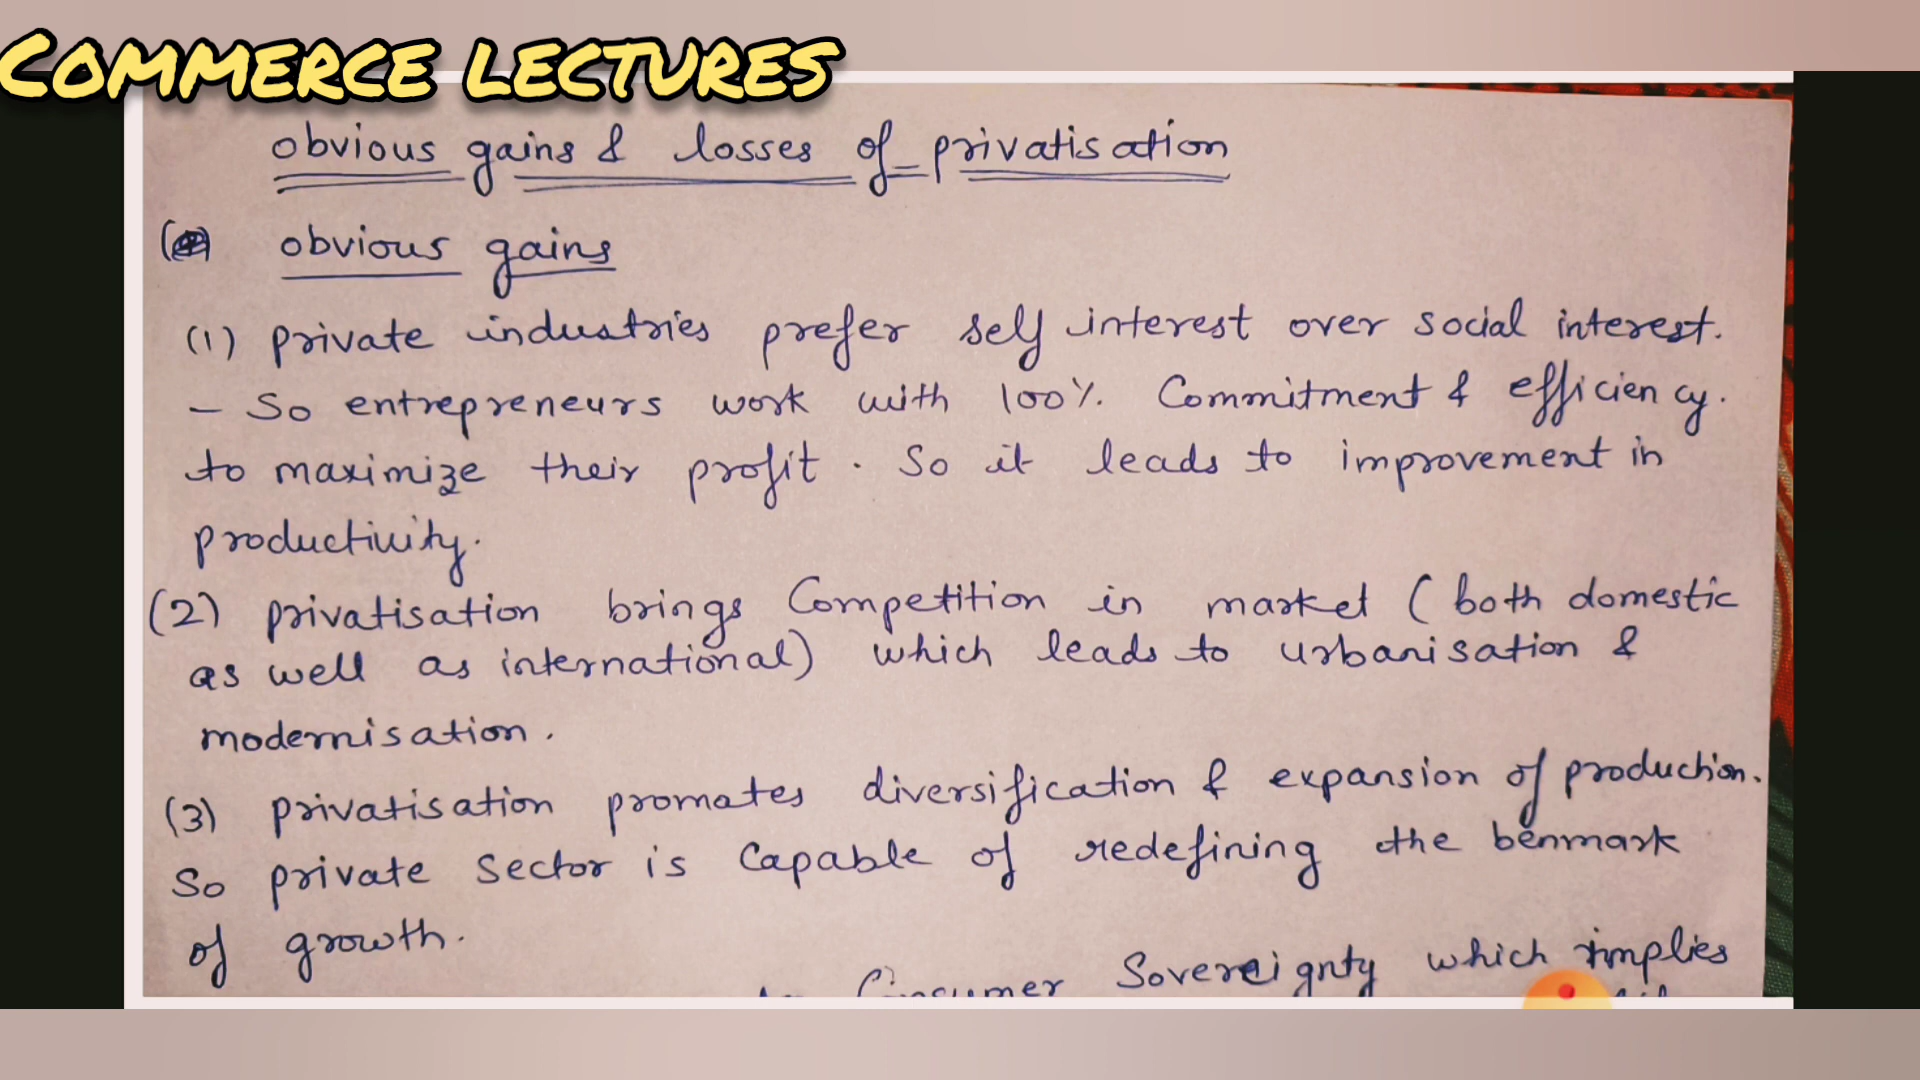 COMMERCE LECTURES
obvious gains & losses of privatisation
obvious gains
(1) private industries prefer self interest over social interest.
- So entrepreneurs work with 100% Commitment & efficiency.
to maximize their profit. So it leads to improvement in
productivity.
(2) privatisation brings Competition in market (both domestic
as well as international) which leads to urbanisation &
modernisation.
(3) privatisation promotes diversification & expansion of production.
So private sector is capable of redefining the benmark
of growth.
Consumer Sovereignty which implies